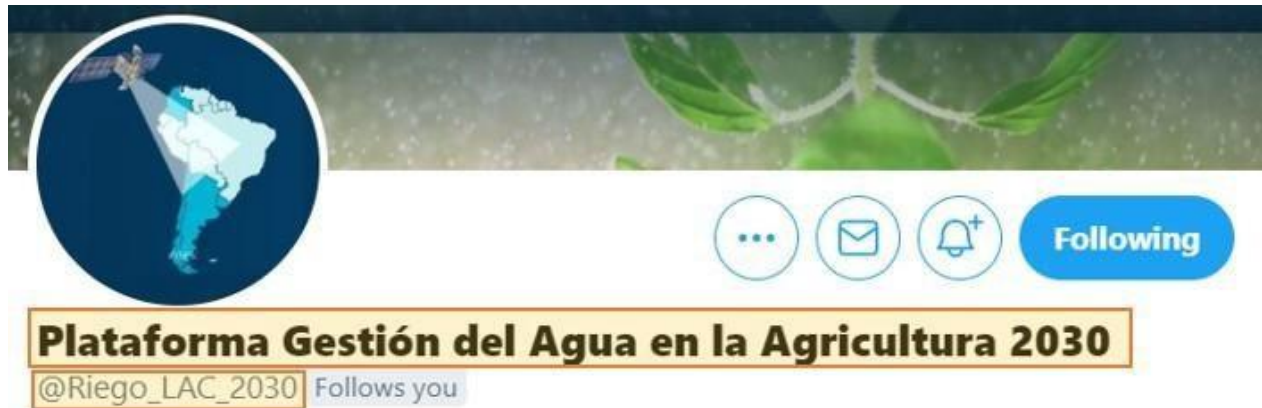 Following
Plataforma Gestión del Agua en la Agricultura 2030
@Riego_LAC_2030 Follows you